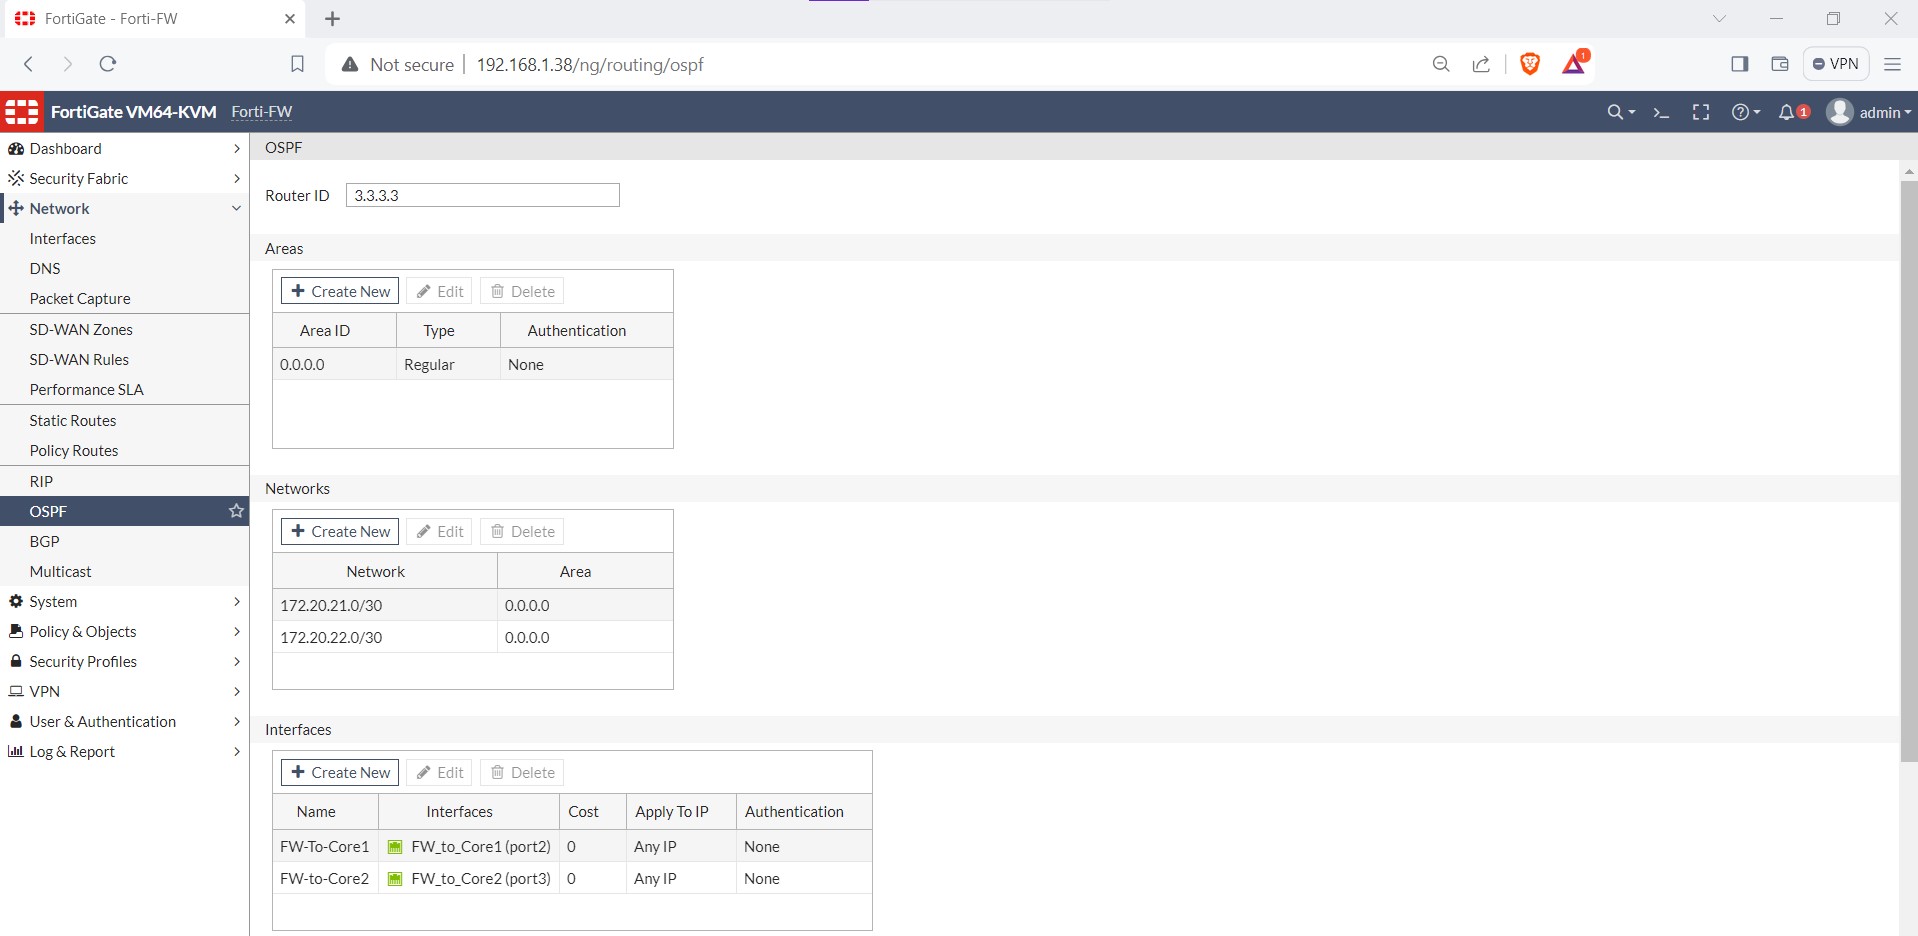 FortiGate - Forti-FW
Not secure 192.168.1.38/ng/routing/ospf
1
VPN
FortiGate VM64-KVM Forti-FW
1 admin
Dashboard
Security Fabric
Network
Interfaces
DNS
Packet Capture
SD-WAN Zones
SD-WAN Rules
Performance SLA
Static Routes
Policy Routes
RIP
OSPF
BGP
Multicast
System
Policy & Objects
Security Profiles
VPN
User & Authentication
Log & Report
OSPF
Router ID 3.3.3.3
Areas
Create New Edit Delete
Area ID Type Authentication
0.0.0.0 Regular None
Networks
Create New Edit Delete
Network Area
172.20.21.0/30 0.0.0.0
172.20.22.0/30 0.0.0.0
Interfaces
Create New Edit Delete
Name Interfaces Cost Apply To IP Authentication
FW-To-Core1 FW_to_Core1 (port2) 0 Any IP None
FW-to-Core2 FW_to_Core2 (port3) 0 Any IP None